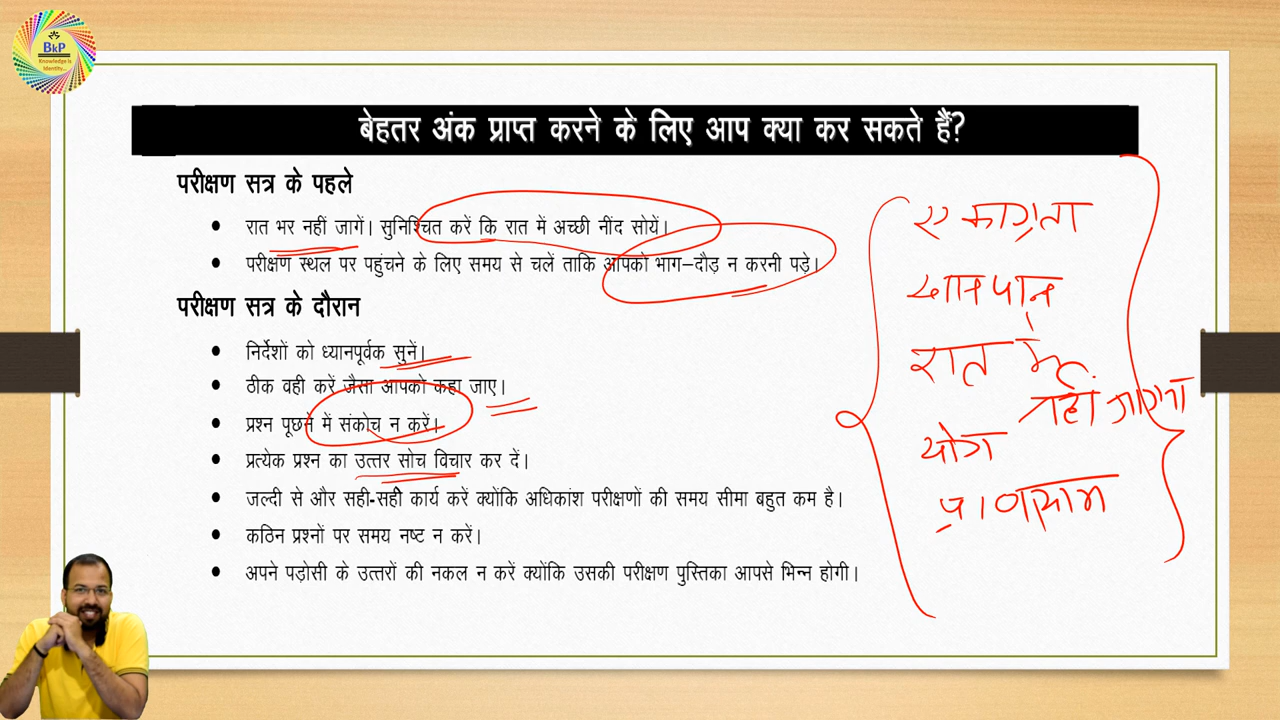 BkP
Knowledge is
Identity...
बेहतर अंक प्राप्त करने के लिए आप क्या कर सकते हैं?
परीक्षण सत्र के पहले
• रात भर नहीं जागें। सुनिश्चित करें कि रात में अच्छी नींद सोयें।
• परीक्षण स्थल पर पहुंचने के लिए समय से चलें ताकि आपको भाग–दौड़ न करनी पड़े।
परीक्षण सत्र के दौरान
• निर्देशों को ध्यानपूर्वक सुनें।
• ठीक वही करें जैसा आपको कहा जाए।
• प्रश्न पूछने में संकोच न करें।
• प्रत्येक प्रश्न का उत्तर सोच विचार कर दें।
• जल्दी से और सही-सही कार्य करें क्योंकि अधिकांश परीक्षणों की समय सीमा बहुत कम है।
• कठिन प्रश्नों पर समय नष्ट न करें।
• अपने पड़ोसी के उत्तरों की नकल न करें क्योंकि उसकी परीक्षण पुस्तिका आपसे भिन्न होगी।
एकाग्रता
खानपान
रात में
नहीं जागना
योग
प्राणायाम